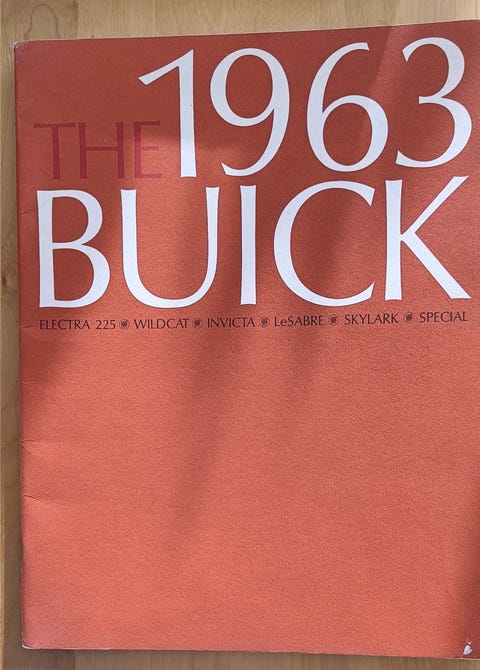 THE 1963
BUICK
ELECTRA 225 WILDCAT INVICTA LeSABRE SKYLARK SPECIAL